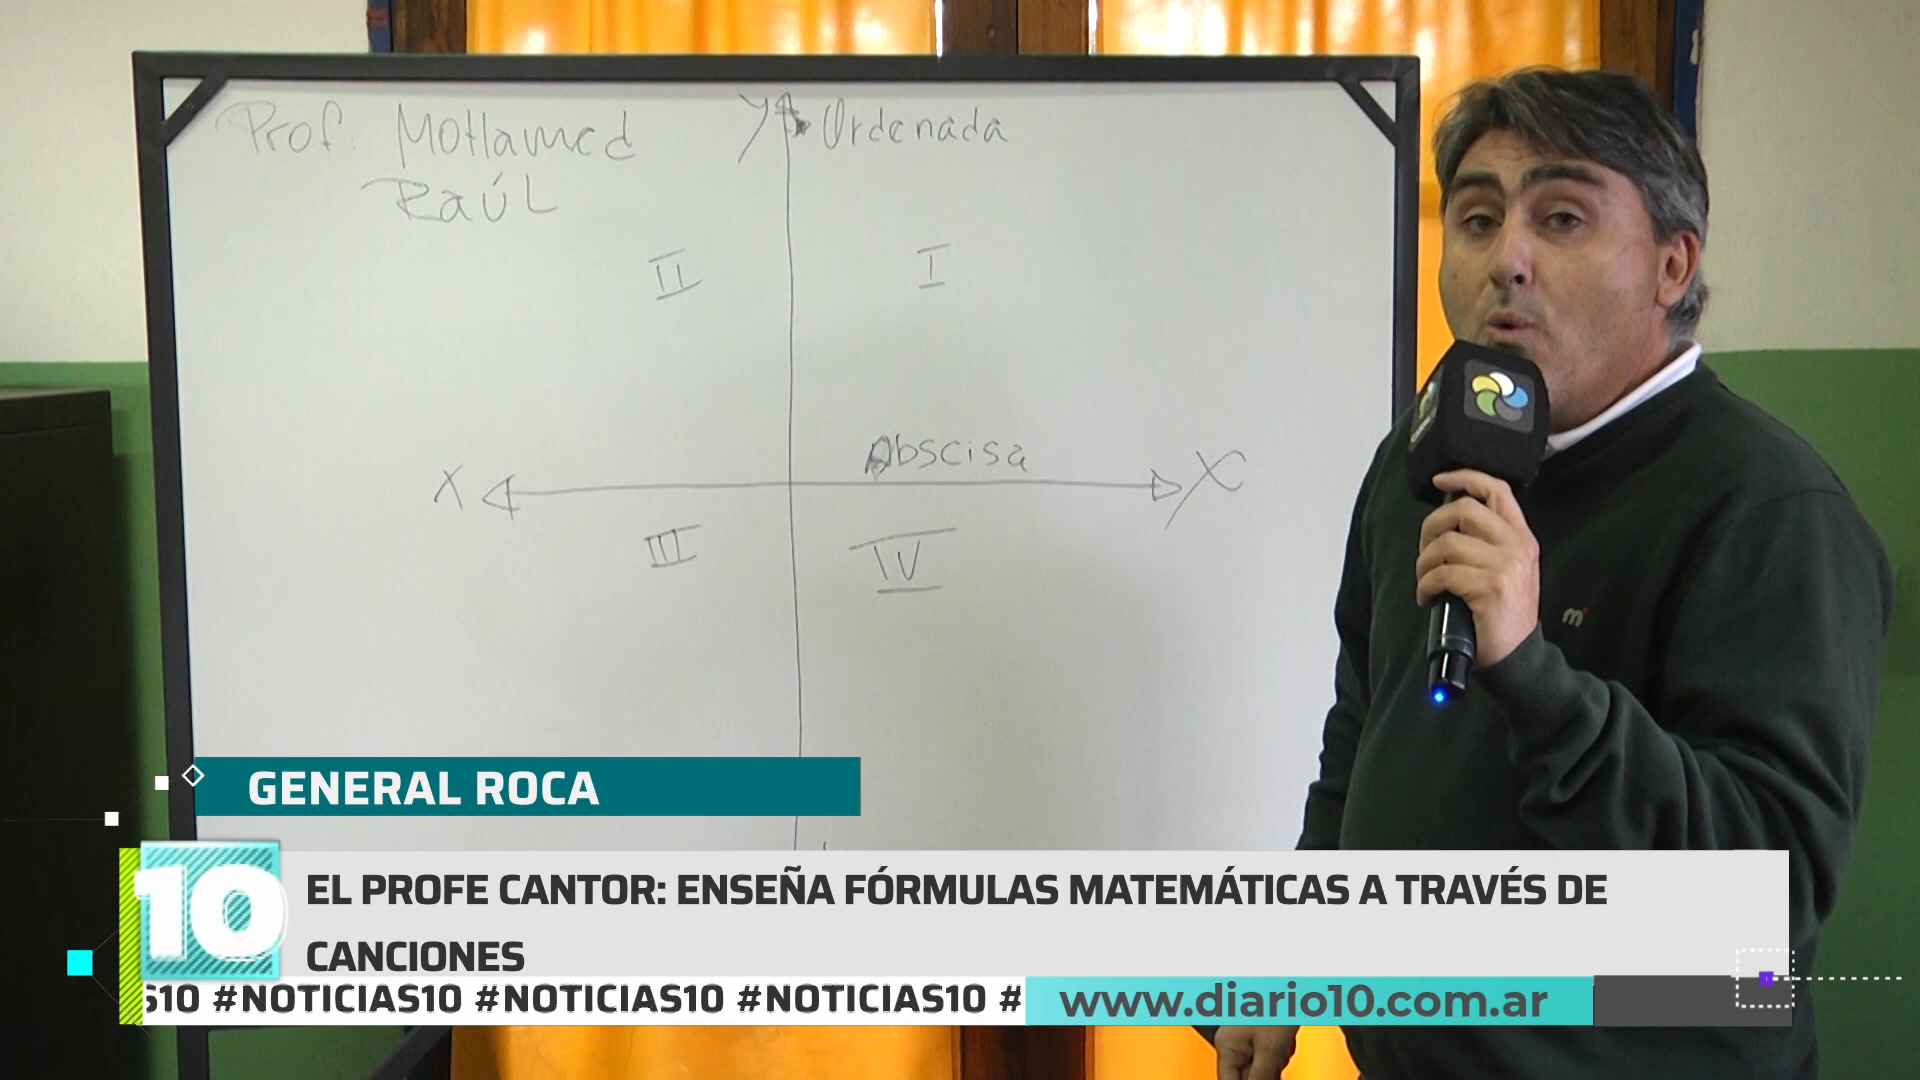 Prof. Mohamed
Raúl
y Ordenada
II I
Abscisa
X X
III IV
GENERAL ROCA
10
EL PROFE CANTOR: ENSEÑA FÓRMULAS MATEMÁTICAS A TRAVÉS DE
CANCIONES
S10 #NOTICIAS10 #NOTICIAS10 #NOTICIAS10 #
www.diario10.com.ar
m